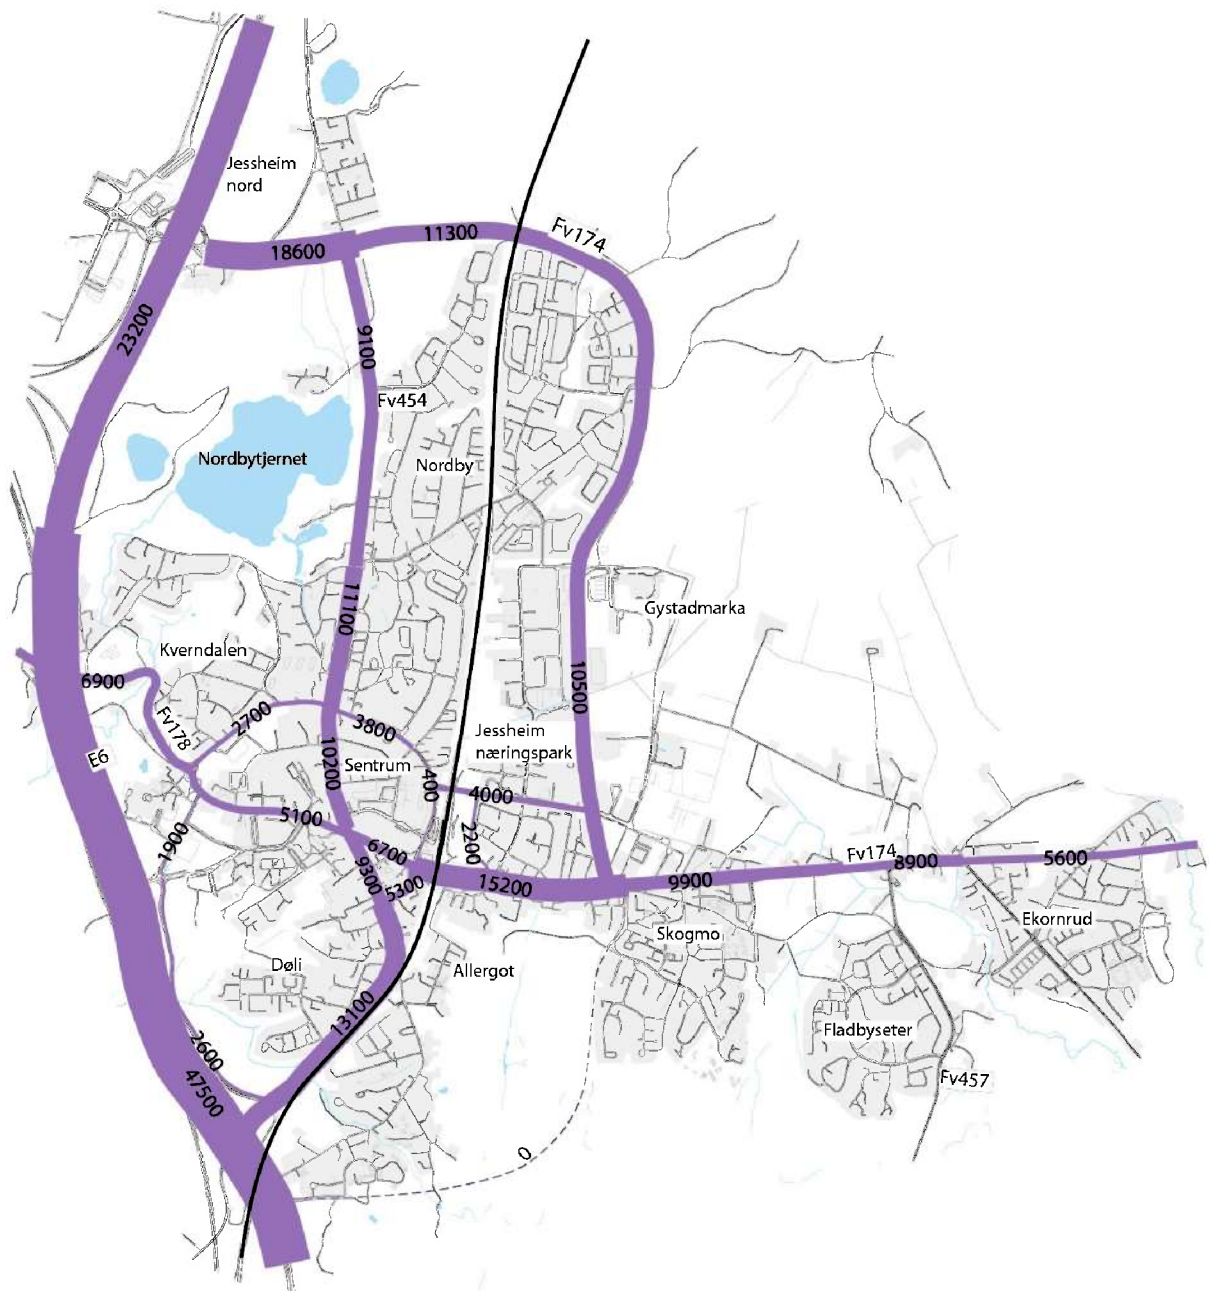 Jessheim
nord
Fv174
11300
18600
23200
9100
Fv454
Nordbytjernet
Nordby
11100
Gystadmarka
Kverndalen
6900
10500
2700
Fv178
3800
Jessheim
næringspark
E6
10200
Sentrum
400
4000
5100
1900
2200
6700
Fv174
8900
5600
9300
5300
15200
9900
Ekornrud
Skogmo
Døli
Allergot
13100
Fladbyseter
2600
47500
Fv457
0